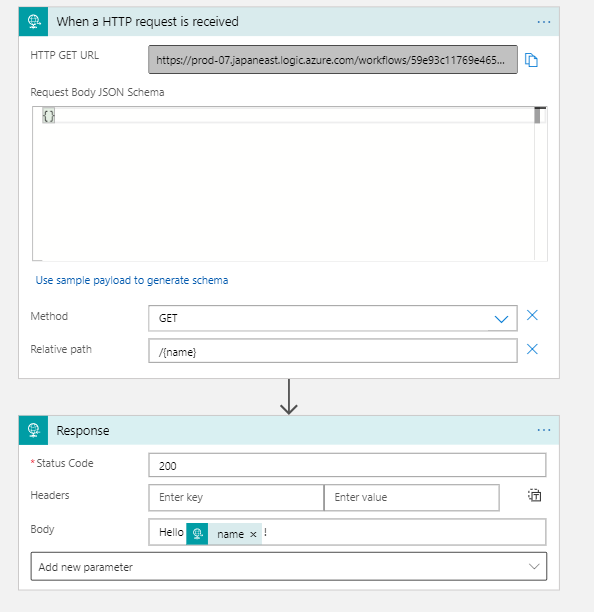 When a HTTP request is received
HTTP GET URL
https://prod-07.japaneast.logic.azure.com/workflows/59e93c11769e465...
Request Body JSON Schema
{}
Use sample payload to generate schema
Method
GET
Relative path
/{name}
Response
*Status Code
200
Headers
Enter key
Enter value
Body
Hello name × !
Add new parameter